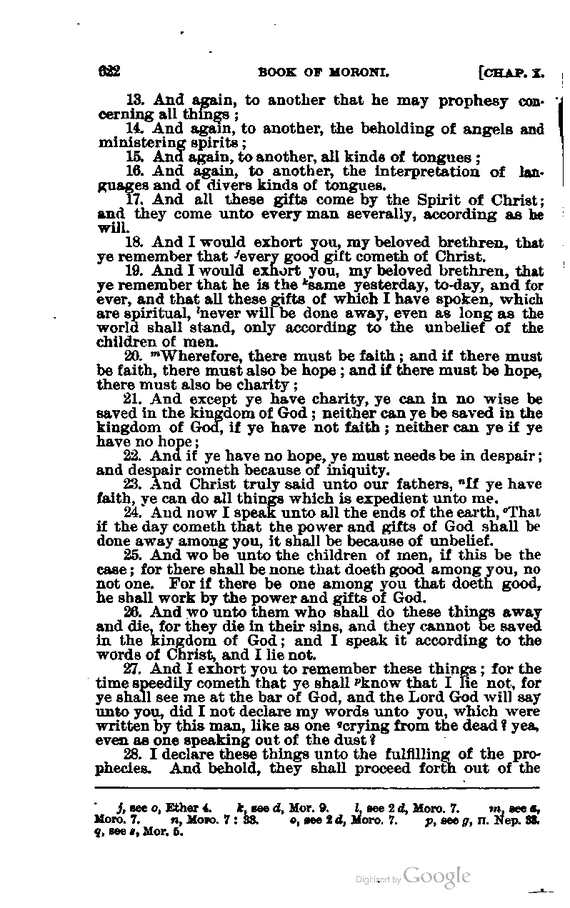 622 BOOK OF MORONI. [CHAP. X.
13. And again, to another that he may prophesy con-
cerning all things ;
14. And again, to another, the beholding of angels and
ministering spirits ;
15. And again, to another, all kinds of tongues ;
16. And again, to another, the interpretation of lan-
guages and of divers kinds of tongues.
17. And all these gifts come by the Spirit of Christ;
and they come unto every man severally, according as he
will.
18. And I would exhort you, my beloved brethren, that
ye remember that ʲevery good gift cometh of Christ.
19. And I would exhort you, my beloved brethren, that
ye remember that he is the ᵏsame yesterday, to-day, and for
ever, and that all these gifts of which I have spoken, which
are spiritual, ˡnever will be done away, even as long as the
world shall stand, only according to the unbelief of the
children of men.
20. ᵐWherefore, there must be faith ; and if there must
be faith, there must also be hope ; and if there must be hope,
there must also be charity ;
21. And except ye have charity, ye can in no wise be
saved in the kingdom of God ; neither can ye be saved in the
kingdom of God, if ye have not faith ; neither can ye if ye
have no hope ;
22. And if ye have no hope, ye must needs be in despair ;
and despair cometh because of iniquity.
23. And Christ truly said unto our fathers, ⁿIf ye have
faith, ye can do all things which is expedient unto me.
24. And now I speak unto all the ends of the earth, ᵒThat
if the day cometh that the power and gifts of God shall be
done away among you, it shall be because of unbelief.
25. And wo be unto the children of men, if this be the
case ; for there shall be none that doeth good among you, no
not one. For if there be one among you that doeth good,
he shall work by the power and gifts of God.
26. And wo unto them who shall do these things away
and die, for they die in their sins, and they cannot be saved
in the kingdom of God ; and I speak it according to the
words of Christ, and I lie not.
27. And I exhort you to remember these things ; for the
time speedily cometh that ye shall ᵖknow that I lie not, for
ye shall see me at the bar of God, and the Lord God will say
unto you, did I not declare my words unto you, which were
written by this man, like as one qcrying from the dead ? yea,
even as one speaking out of the dust ?
28. I declare these things unto the fulfilling of the pro-
phecies. And behold, they shall proceed forth out of the
j, see o, Ether 4. k, see d, Mor. 9. l, see 2 d, Moro. 7. m, see s,
Moro. 7. n, Moro. 7 : 33. o, see 2 d, Moro. 7. p, see g, II. Nep. 33.
q, see s, Mor. 5.
Digitized by Google